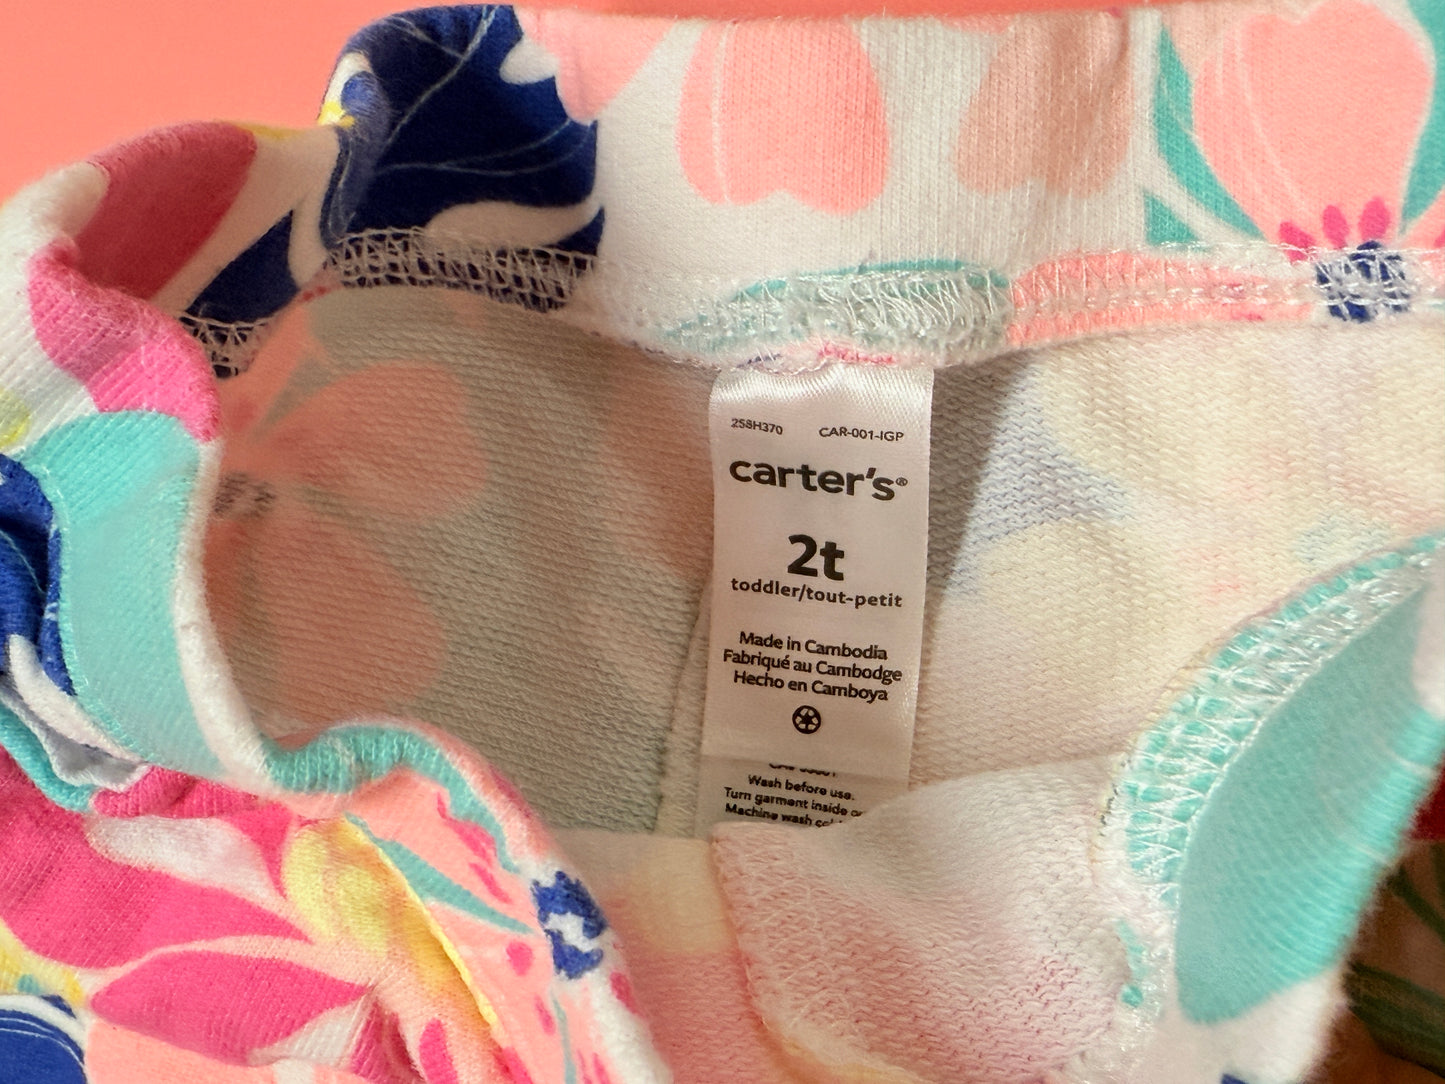 258H370 CAR-001-IGP
carter's®
2t
toddler/tout-petit
Made in Cambodia
Fabriqué au Cambodge
Hecho en Camboya
Wash before use.
Turn garment inside
Machine wash